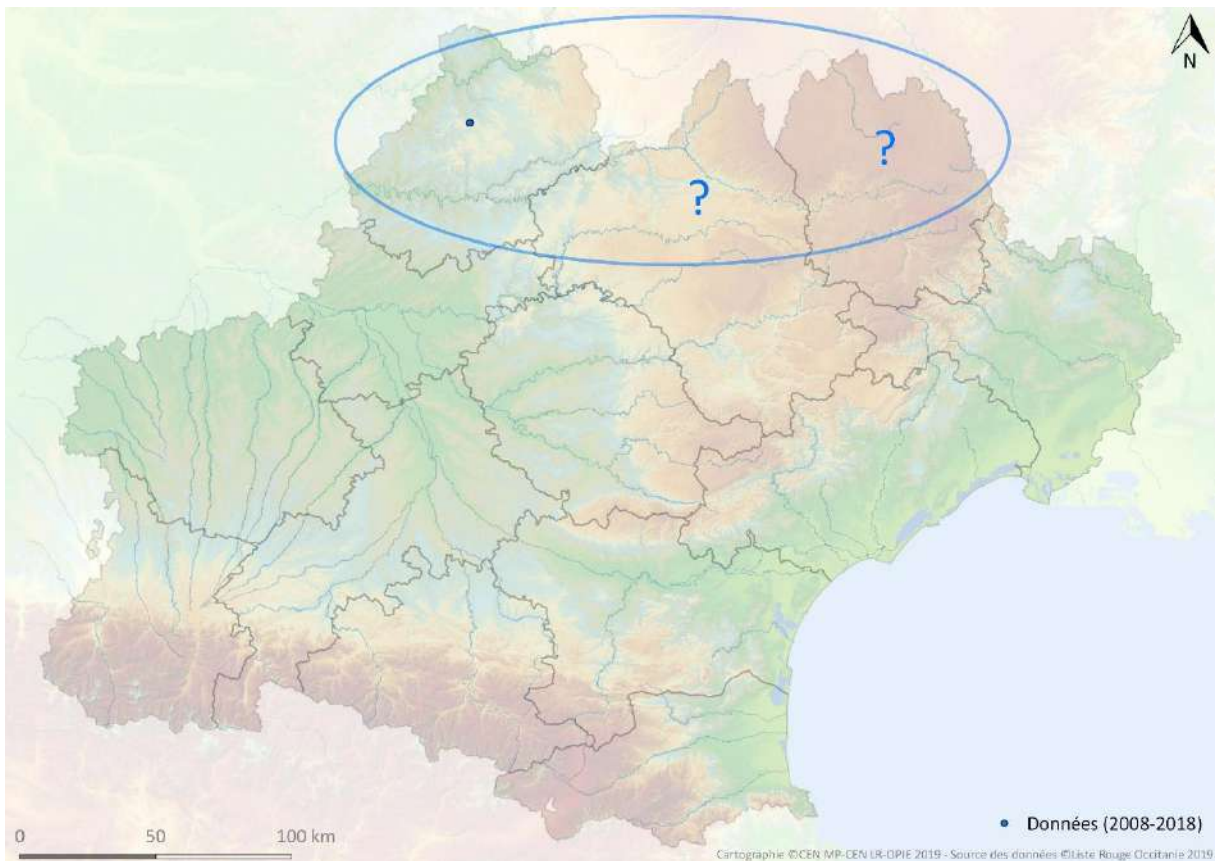 N
?
?
Données (2008-2018)
0 50 100 km
Cartographie ©CEN MP-CEN LR-OPIE 2019 - Source des données ©Liste Rouge Occitanie 2019